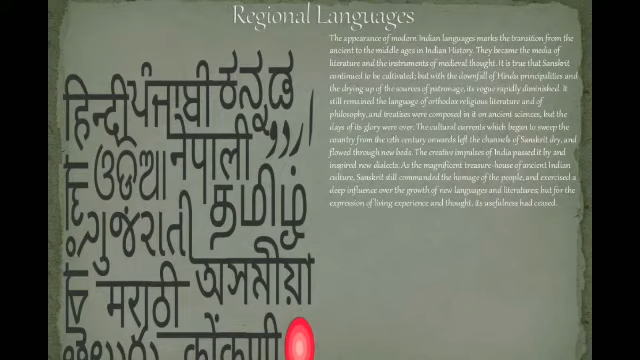 Regional Languages
The appearance of modern Indian languages marks the transition from the
ancient to the middle ages in Indian History. They became the media of
literature and the instruments of medieval thought. It is true that Sanskrit
continued to be cultivated; but with the downfall of Hindu principalities and
the drying up of the sources of patronage, its vogue rapidly diminished. It
still remained the language of orthodox religious literature and of
philosophy, and treatises were composed in it on ancient sciences, but the
days of its glory were over. The cultural currents which began to sweep the
country from the 12th century onwards left the channels of Sanskrit dry, and
flowed through new beds. The creative impulses of India passed it by and
inspired new dialects. As the magnificent treasure-house of ancient Indian
culture, Sanskrit still commanded the homage of the people, and exercised a
deep influence over the growth of new languages and literatures; but for the
expression of living experience and thought, its usefulness had ceased.
हिन्दी ਪੰਜਾਬੀ ಕನ್ನಡ
ଓଡିଆ नेपाली
தமிழ்
ગુજરાતી
मराठी অসমীয়া
कोंकणी